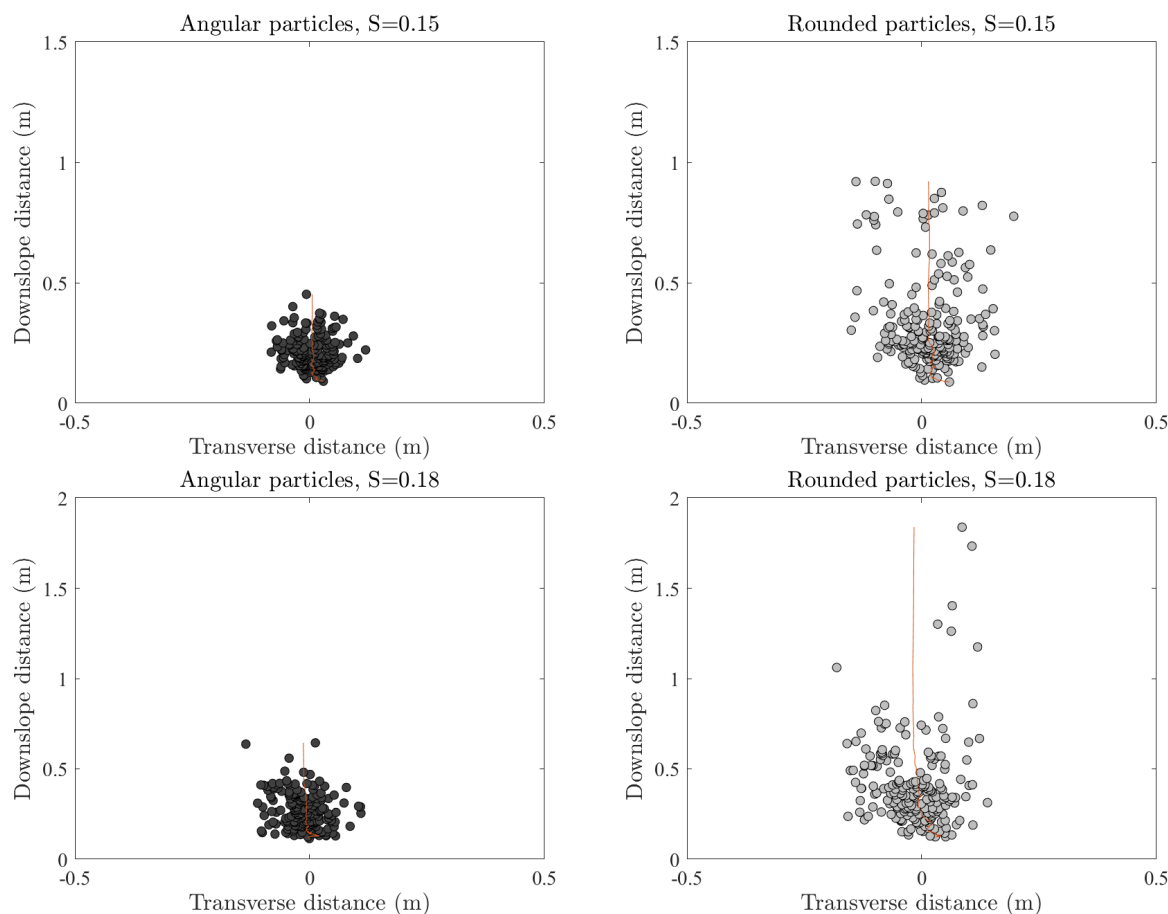 Angular particles, S=0.15
1.5
1
0.5
0
-0.5
0
0.5
Downslope distance (m)
Transverse distance (m)
Rounded particles, S=0.15
1.5
1
0.5
0
-0.5
0
0.5
Downslope distance (m)
Transverse distance (m)
Angular particles, S=0.18
2
1.5
1
0.5
0
-0.5
0
0.5
Downslope distance (m)
Transverse distance (m)
Rounded particles, S=0.18
2
1.5
1
0.5
0
-0.5
0
0.5
Downslope distance (m)
Transverse distance (m)